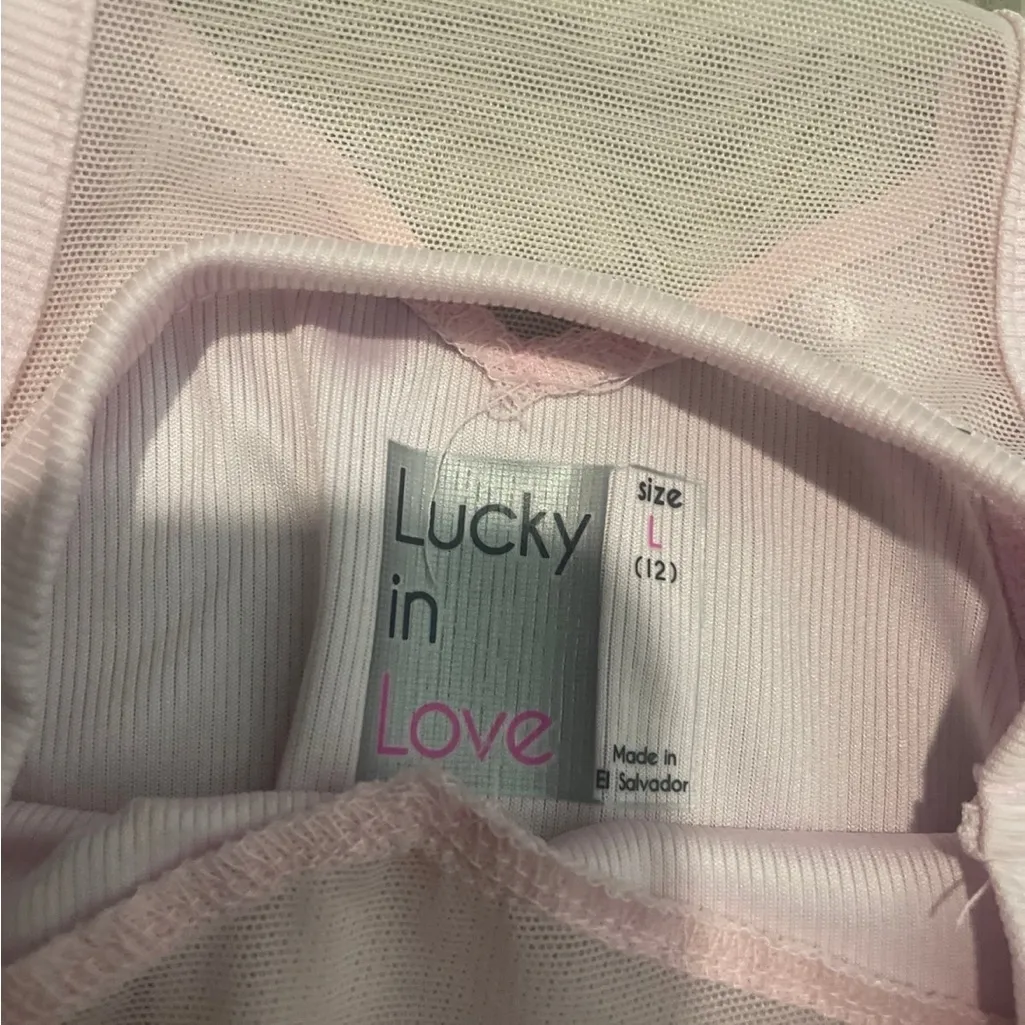 Lucky
in
Love
size
L
(12)
Made in
El Salvador